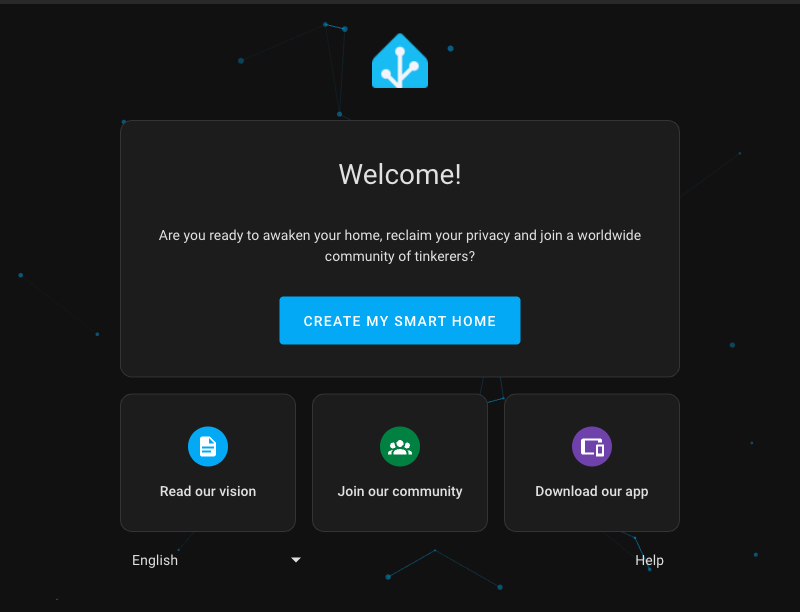 Welcome!
Are you ready to awaken your home, reclaim your privacy and join a worldwide
community of tinkerers?
CREATE MY SMART HOME
Read our vision
Join our community
Download our app
English
Help